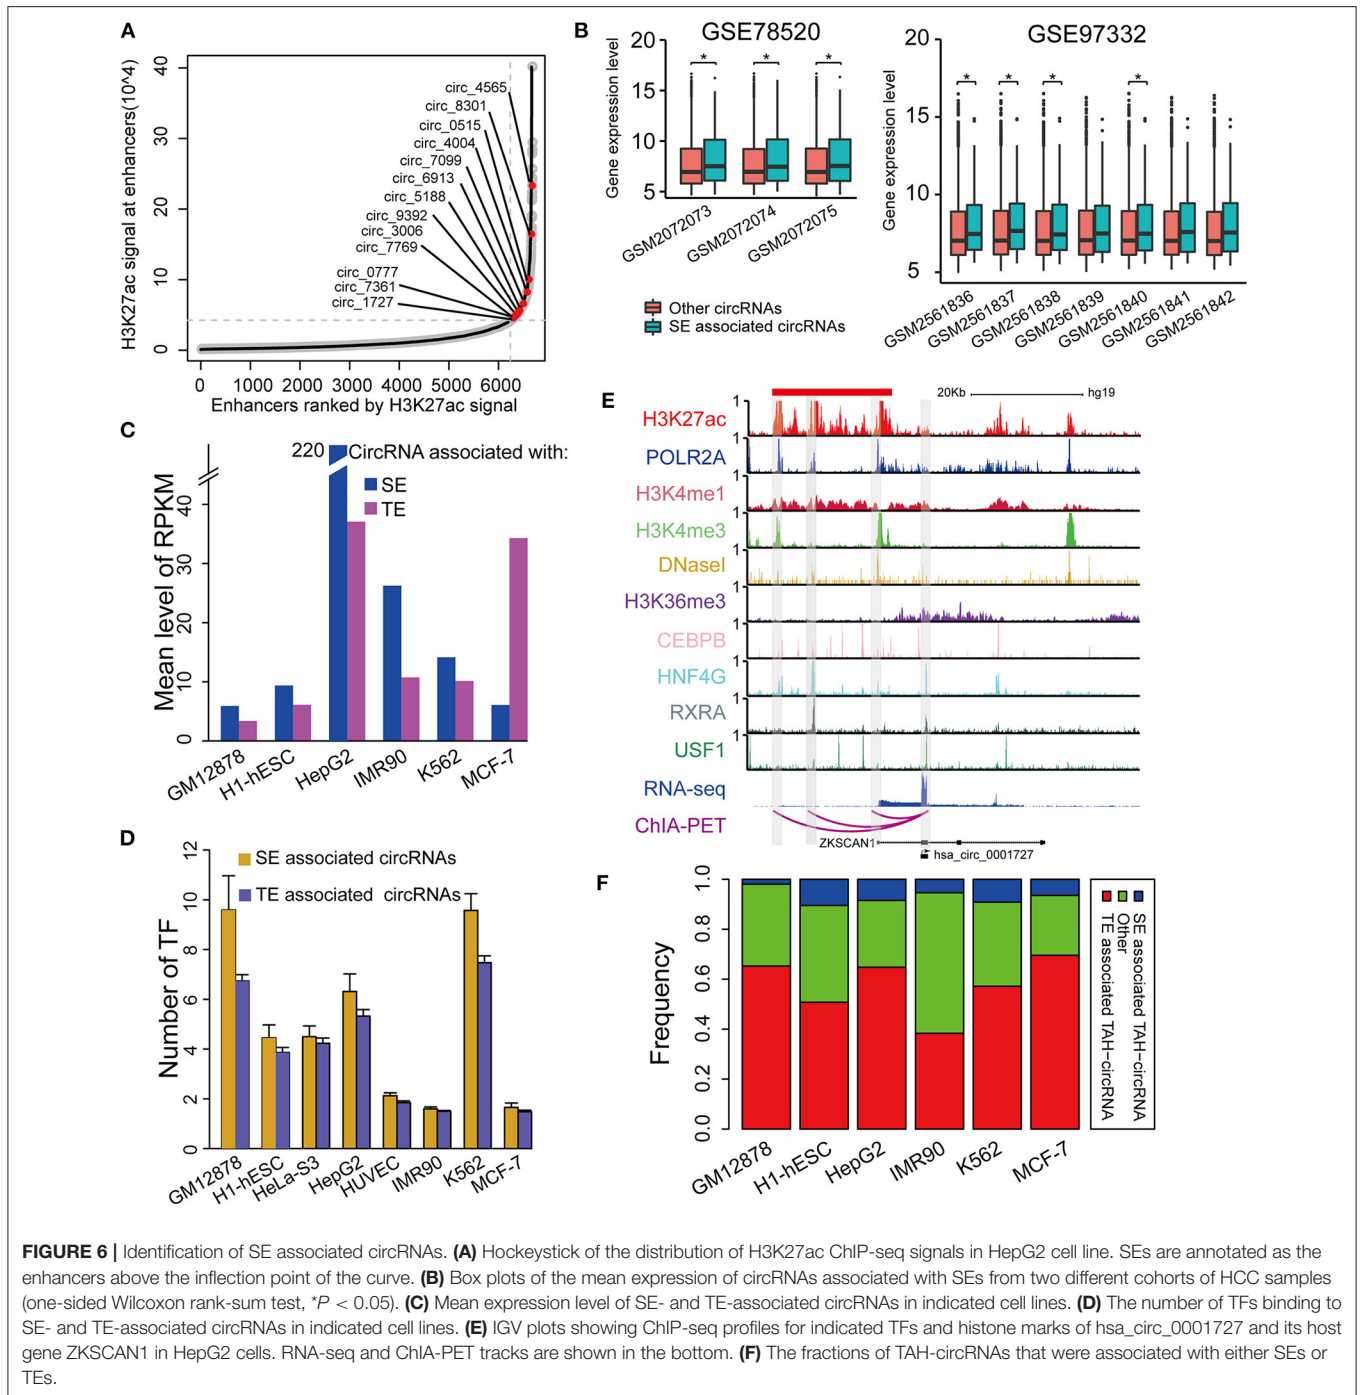 A
H3K27ac signal at enhancers(10^4)
40
30
20
10
0
circ_4565
circ_8301
circ_0515
circ_4004
circ_7099
circ_6913
circ_5188
circ_9392
circ_3006
circ_7769
circ_0777
circ_7361
circ_1727
0 1000 2000 3000 4000 5000 6000
Enhancers ranked by H3K27ac signal
B
GSE78520
Gene expression level
20
15
10
5
* * *
GSM2072073 GSM2072074 GSM2072075
Other circRNAs
SE associated circRNAs
GSE97332
Gene expression level
20
15
10
5
* * * *
GSM2561836 GSM2561837 GSM2561838 GSM2561839 GSM2561840 GSM2561841 GSM2561842
C
Mean level of RPKM
220
40
30
20
10
0
CircRNA associated with:
SE
TE
GM12878 H1-hESC HepG2 IMR90 K562 MCF-7
D
Number of TF
12
10
8
6
4
2
0
SE associated circRNAs
TE associated circRNAs
GM12878 H1-hESC HeLa-S3 HepG2 HUVEC IMR90 K562 MCF-7
E
20Kb hg19
H3K27ac 1
POLR2A 1
H3K4me1 1
H3K4me3 1
DNaseI 1
H3K36me3 1
CEBPB 1
HNF4G 1
RXRA 1
USF1 1
RNA-seq
ChIA-PET
ZKSCAN1
hsa_circ_0001727
F
Frequency
1.0
0.8
0.6
0.4
0.2
0.0
GM12878 H1-hESC HepG2 IMR90 K562 MCF-7
SE associated TAH−circRNA
Other
TE associated TAH−circRNA
FIGURE 6 | Identification of SE associated circRNAs. (A) Hockeystick of the distribution of H3K27ac ChIP-seq signals in HepG2 cell line. SEs are annotated as the
enhancers above the inflection point of the curve. (B) Box plots of the mean expression of circRNAs associated with SEs from two different cohorts of HCC samples
(one-sided Wilcoxon rank-sum test, *P < 0.05). (C) Mean expression level of SE- and TE-associated circRNAs in indicated cell lines. (D) The number of TFs binding to
SE- and TE-associated circRNAs in indicated cell lines. (E) IGV plots showing ChIP-seq profiles for indicated TFs and histone marks of hsa_circ_0001727 and its host
gene ZKSCAN1 in HepG2 cells. RNA-seq and ChIA-PET tracks are shown in the bottom. (F) The fractions of TAH-circRNAs that were associated with either SEs or
TEs.